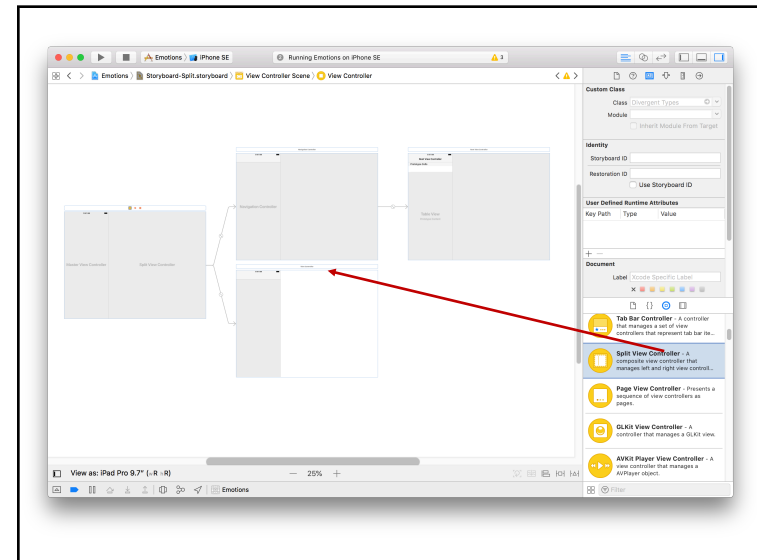 Emotions
iPhone SE
Running Emotions on iPhone SE
3
Emotions
Storyboard-Split.storyboard
View Controller Scene
View Controller
Custom Class
Class Divergent Types
Module
Inherit Module From Target
Identity
Storyboard ID
Restoration ID
Use Storyboard ID
User Defined Runtime Attributes
Key Path Type Value
Document
Label Xcode Specific Label
Navigation Controller
Table View
Master View Controller
Split View Controller
Tab Bar Controller - A controller
that manages a set of view
controllers that represent tab bar ite...
Split View Controller - A
composite view controller that
manages left and right view controll...
Page View Controller - Presents a
sequence of view controllers as
pages.
GLKit View Controller - A
controller that manages a GLKit view.
AVKit Player View Controller - A
view controller that manages a
AVPlayer object.
View as: iPad Pro 9.7" (wR hR)
25%
Emotions
Filter